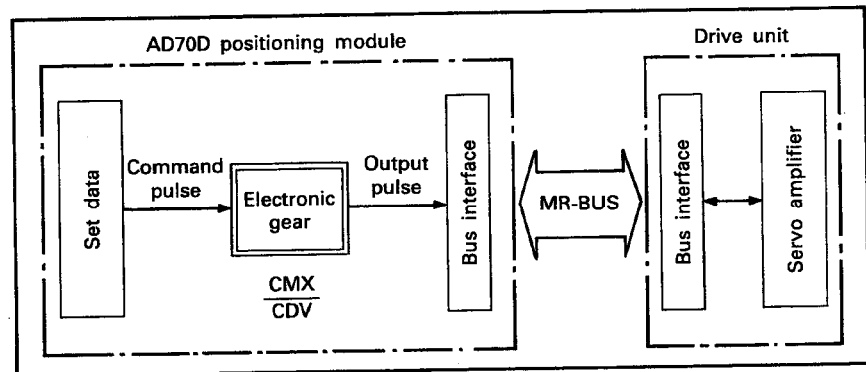 AD70D positioning module
Drive unit
Set data
Command
pulse
Electronic
gear
CMX
CDV
Output
pulse
Bus interface
MR-BUS
Bus interface
Servo amplifier